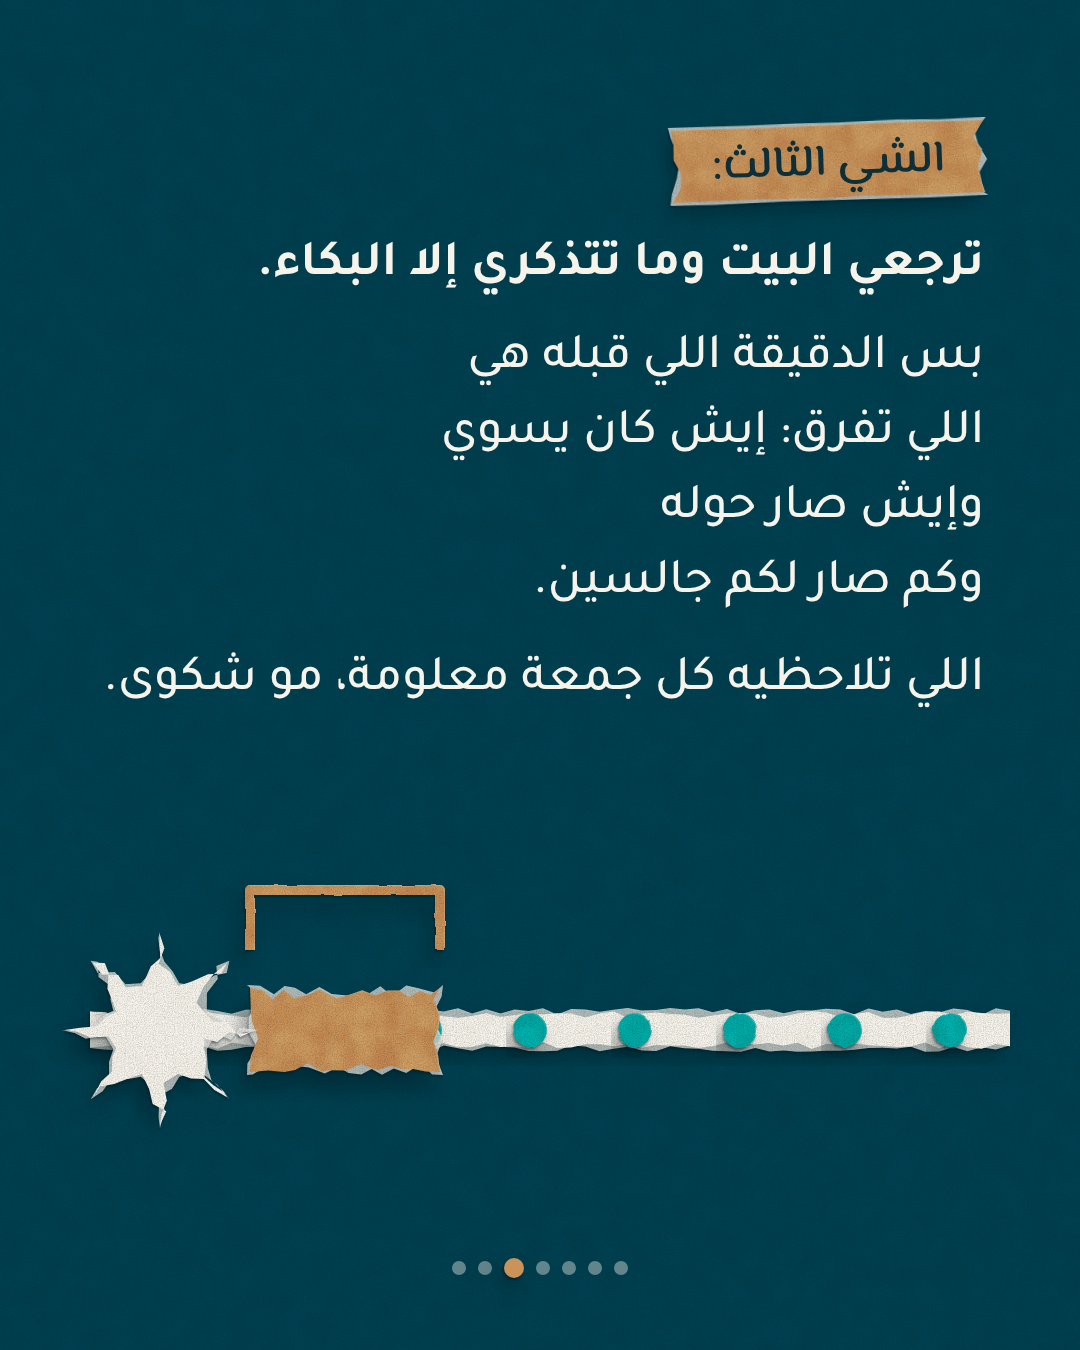 الشي الثالث:
ترجعي البيت وما تتذكري إلا البكاء.
بس الدقيقة اللي قبله هي
اللي تفرق: إيش كان يسوي
وإيش صار حوله
وكم صار لكم جالسين.
اللي تلاحظيه كل جمعة معلومة، مو شكوى.